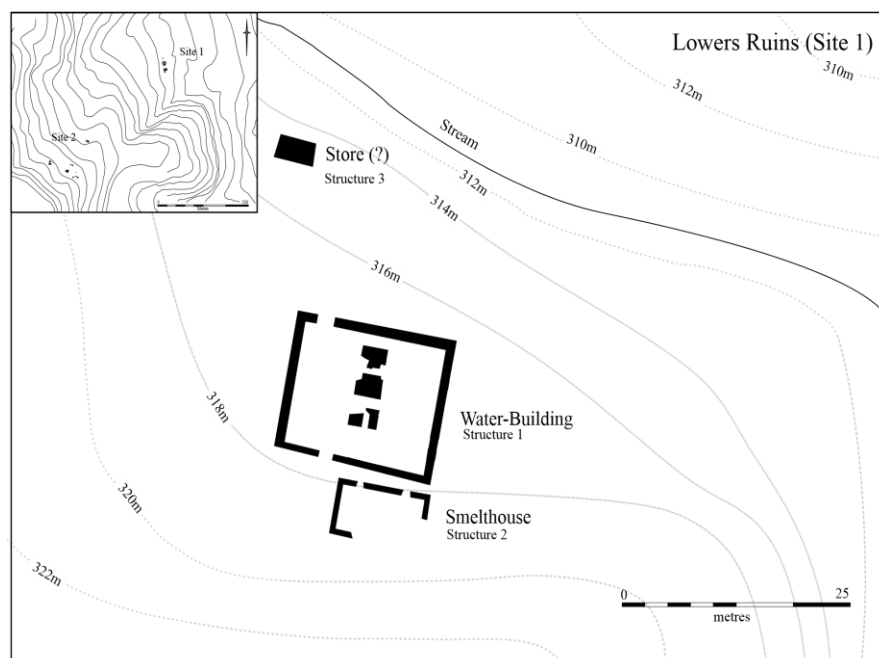 Site 1
Site 2
Lowers Ruins (Site 1)
310m
312m
310m
Stream
Store (?)
Structure 3
312m
314m
316m
318m
Water-Building
Structure 1
320m
Smelthouse
Structure 2
322m
0 25
metres